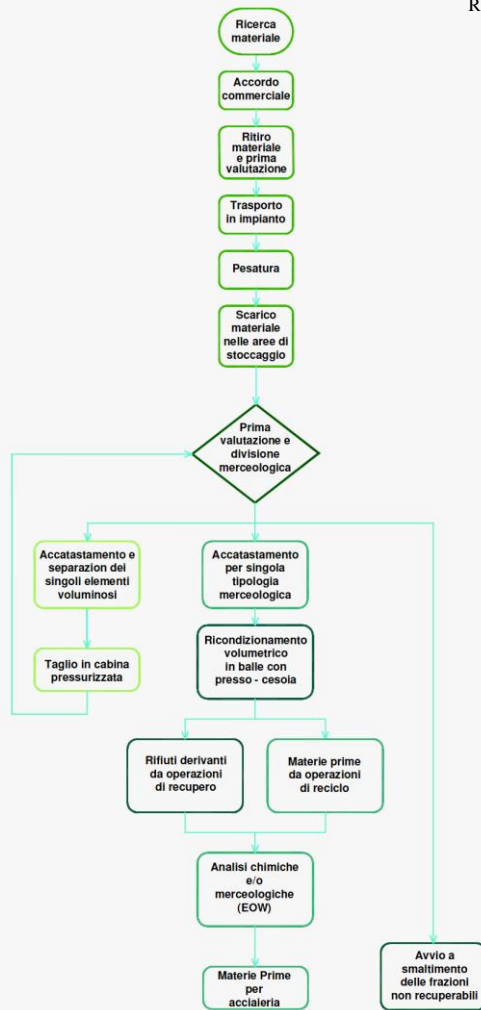 R
Ricerca
materiale
Accordo
commerciale
Ritiro
materiale
e prima
valutazione
Trasporto
in impianto
Pesatura
Scarico
materiale
nelle aree di
stoccaggio
Prima
valutazione e
divisione
merceologica
Accatastamento e
separazion dei
singoli elementi
voluminosi
Taglio in cabina
pressurizzata
Accatastamento
per singola
tipologia
merceologica
Ricondizionamento
volumetrico
in balle con
presso - cesoia
Rifiuti derivanti
da operazioni
di recupero
Materie prime
da operazioni
di reciclo
Analisi chimiche
e/o
merceologiche
(EOW)
Materie Prime
per
acciaieria
Avvio a
smaltimento
delle frazioni
non recuperabili